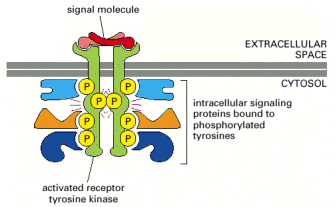 signal molecule
EXTRACELLULAR
SPACE
CYTOSOL
P P
P P
P P
P P
P P
intracellular signaling
proteins bound to
phosphorylated
tyrosines
activated receptor
tyrosine kinase